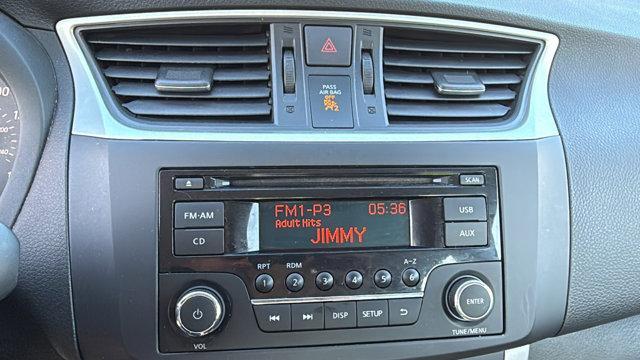 PASS
AIR BAG
OFF
2
SCAN
FM·AM
FM1-P3 05:36
USB
Adult Hits
CD
JIMMY
AUX
RPT RDM A-Z
1 2 3 4 5 6
DISP SETUP
ENTER
VOL
TUNE/MENU